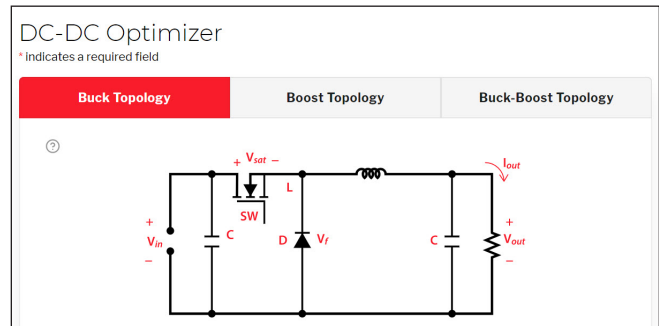 DC-DC Optimizer
* indicates a required field
Buck Topology
Boost Topology
Buck-Boost Topology
?
+ Vsat −
Iout
L
SW
+
Vin
−
C
D
Vf
C
+
Vout
−